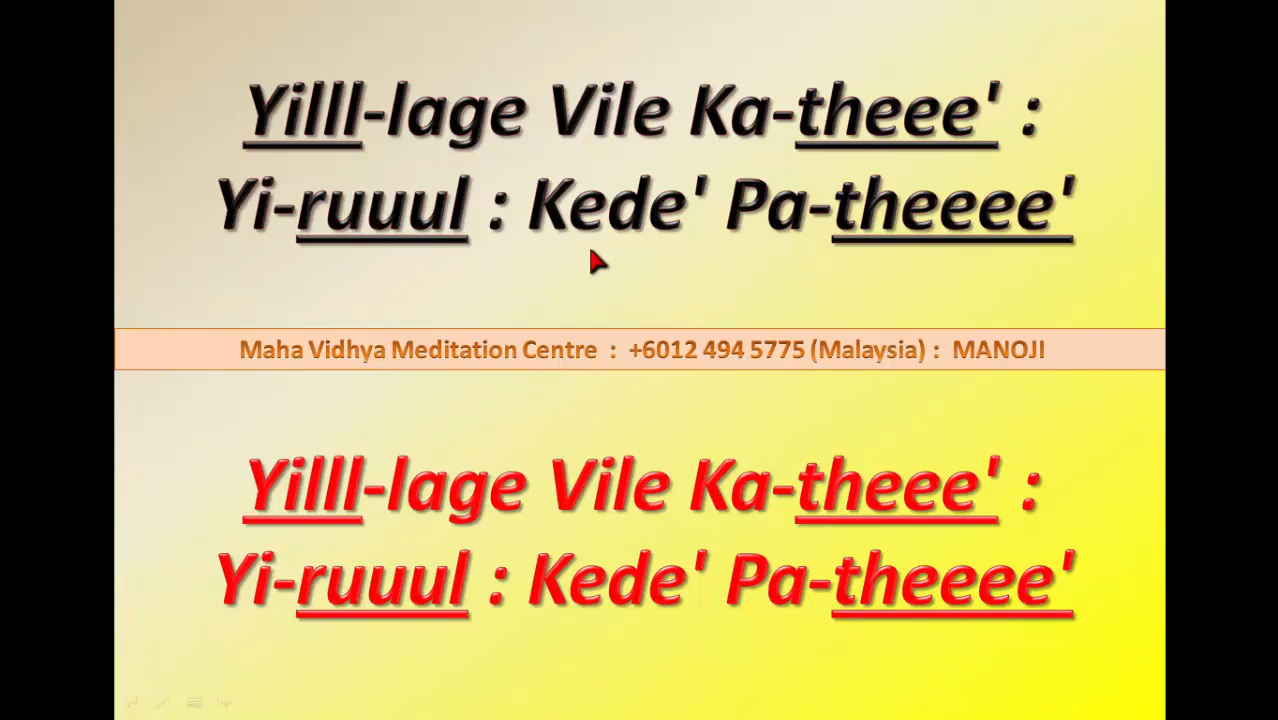 Yilll-lage Vile Ka-theee' :
Yi-ruuul : Kede' Pa-theeee'
Maha Vidhya Meditation Centre : +6012 494 5775 (Malaysia) : MANOJI
Yilll-lage Vile Ka-theee' :
Yi-ruuul : Kede' Pa-theeee'